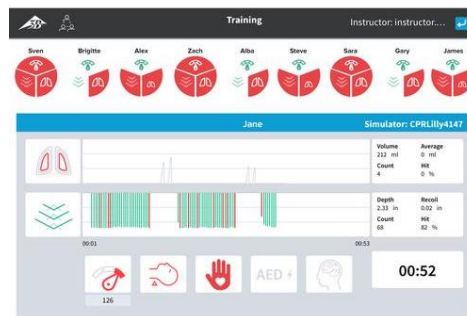 3B
Training
Instructor: instructor....
Sven Brigitte Alex Zach Alba Steve Sara Gary James
Jane
Simulator: CPRLilly4147
Volume Average
212 ml 0 ml
Count Hit
4 0 %
Depth Recoil
2.33 in 0.02 in
Count Hit
68 82 %
00:01 00:53
AED
00:52
126